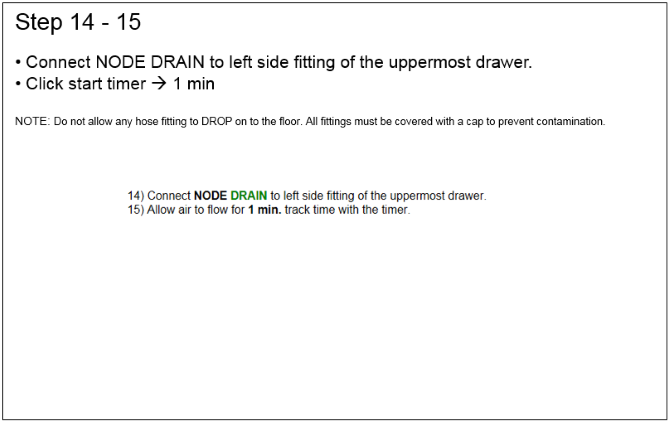 Step 14 - 15
• Connect NODE DRAIN to left side fitting of the uppermost drawer.
• Click start timer → 1 min
NOTE: Do not allow any hose fitting to DROP on to the floor. All fittings must be covered with a cap to prevent contamination.
14) Connect NODE DRAIN to left side fitting of the uppermost drawer.
15) Allow air to flow for 1 min. track time with the timer.